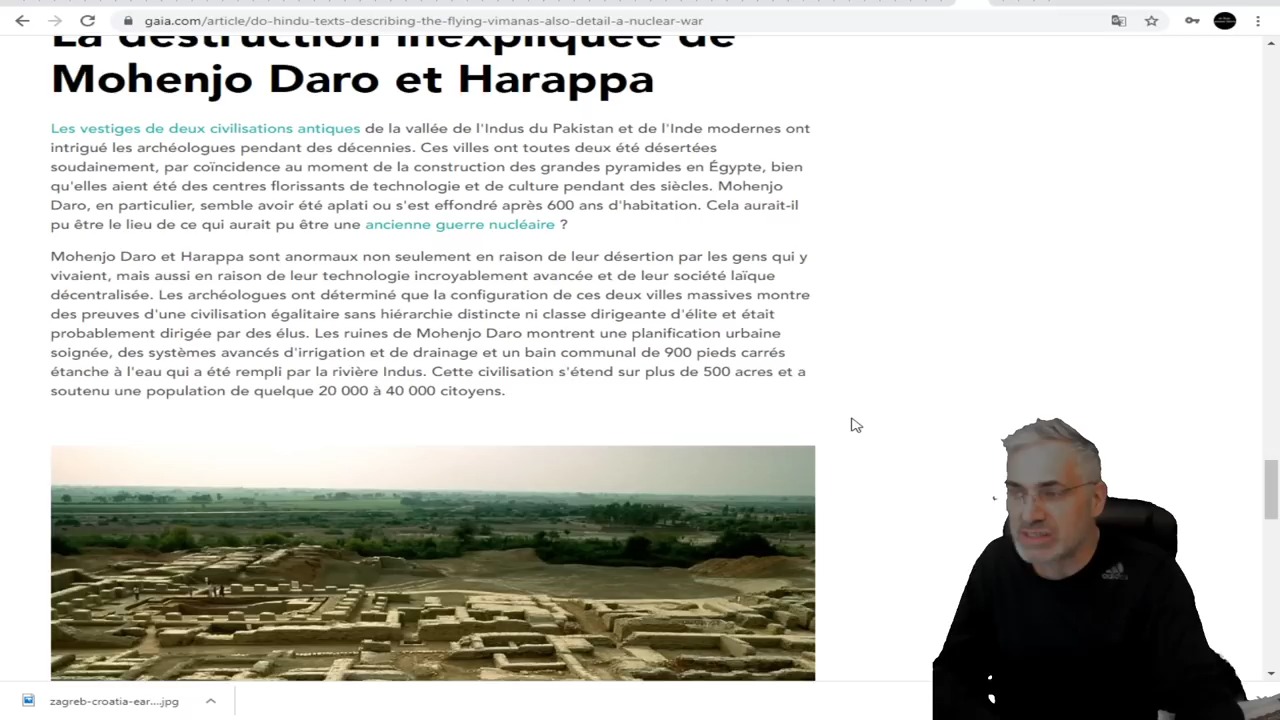 gaia.com/article/do-hindu-texts-describing-the-flying-vimanas-also-detail-a-nuclear-war
La destruction inexpliquée de
Mohenjo Daro et Harappa
Les vestiges de deux civilisations antiques de la vallée de l'Indus du Pakistan et de l'Inde modernes ont
intrigué les archéologues pendant des décennies. Ces villes ont toutes deux été désertées
soudainement, par coïncidence au moment de la construction des grandes pyramides en Égypte, bien
qu'elles aient été des centres florissants de technologie et de culture pendant des siècles. Mohenjo
Daro, en particulier, semble avoir été aplati ou s'est effondré après 600 ans d'habitation. Cela aurait-il
pu être le lieu de ce qui aurait pu être une ancienne guerre nucléaire ?
Mohenjo Daro et Harappa sont anormaux non seulement en raison de leur désertion par les gens qui y
vivaient, mais aussi en raison de leur technologie incroyablement avancée et de leur société laïque
décentralisée. Les archéologues ont déterminé que la configuration de ces deux villes massives montre
des preuves d'une civilisation égalitaire sans hiérarchie distincte ni classe dirigeante d'élite et était
probablement dirigée par des élus. Les ruines de Mohenjo Daro montrent une planification urbaine
soignée, des systèmes avancés d'irrigation et de drainage et un bain communal de 900 pieds carrés
étanche à l'eau qui a été rempli par la rivière Indus. Cette civilisation s'étend sur plus de 500 acres et a
soutenu une population de quelque 20 000 à 40 000 citoyens.
adidas
zagreb-croatia-ear....jpg